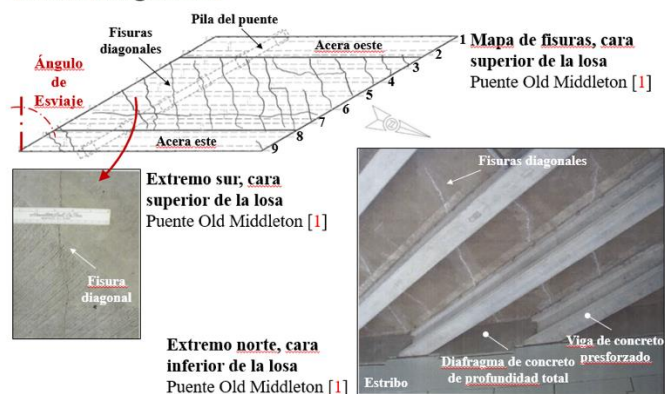 Pila del puente
Fisuras
diagonales
Acera oeste
Ángulo
de
Esviaje
Acera este
1
2
3
4
5
6
7
8
9
Mapa de fisuras, cara
superior de la losa
Puente Old Middleton [1]
Extremo sur, cara
superior de la losa
Puente Old Middleton [1]
Fisura
diagonal
Extremo norte, cara
inferior de la losa
Puente Old Middleton [1]
Fisuras diagonales
Viga de concreto
presforzado
Diafragma de concreto
de profundidad total
Estribo